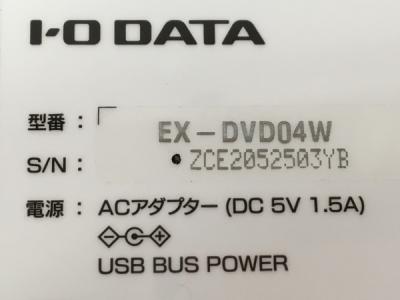 I-O DATA
型番： EX-DVD04W
S/N： ZCE2052503YB
電源： ACアダプター (DC 5V 1.5A)
USB BUS POWER